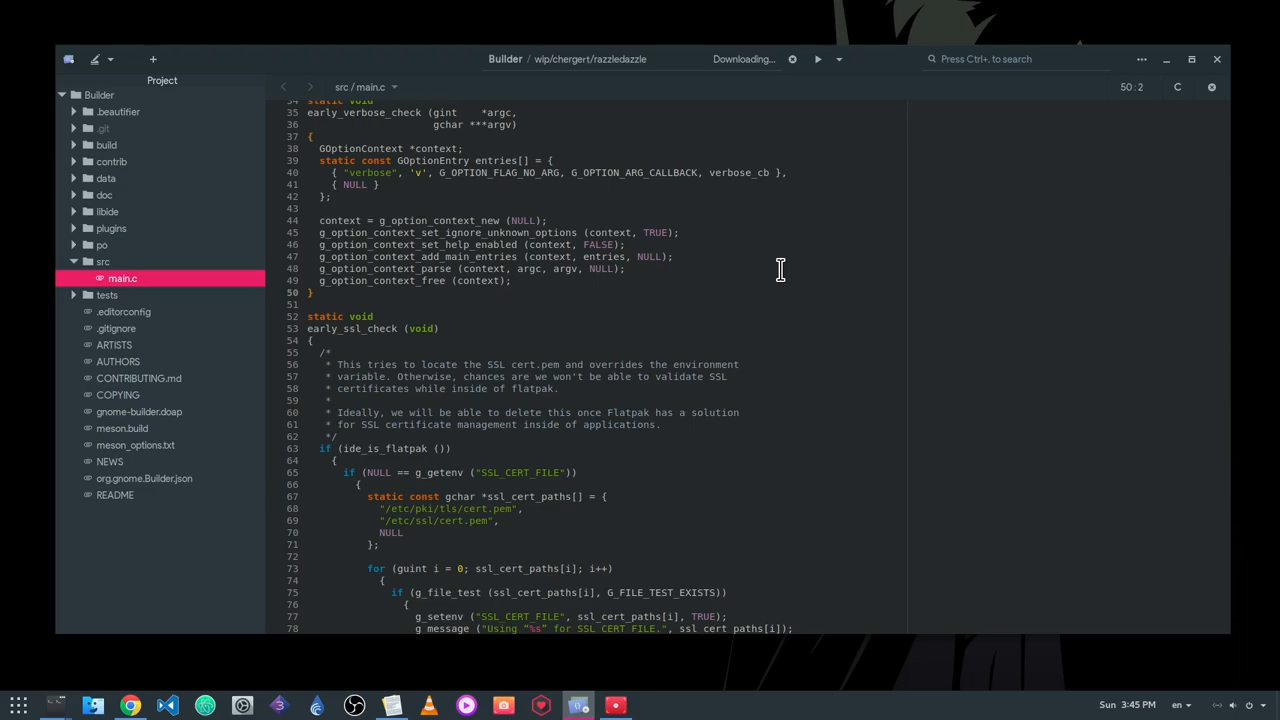 Builder / wip/chergert/razzledazzle Downloading... Press Ctrl+. to search
Project
src / main.c 50:2 C
Builder
.beautifier
.git
build
contrib
data
doc
libide
plugins
po
src
main.c
tests
.editorconfig
.gitignore
ARTISTS
AUTHORS
CONTRIBUTING.md
COPYING
gnome-builder.doap
meson.build
meson_options.txt
NEWS
org.gnome.Builder.json
README
34 static void
35 early_verbose_check (gint    *argc,
36                      gchar ***argv)
37 {
38   GOptionContext *context;
39   static const GOptionEntry entries[] = {
40     { "verbose", 'v', G_OPTION_FLAG_NO_ARG, G_OPTION_ARG_CALLBACK, verbose_cb },
41     { NULL }
42   };
43
44   context = g_option_context_new (NULL);
45   g_option_context_set_ignore_unknown_options (context, TRUE);
46   g_option_context_set_help_enabled (context, FALSE);
47   g_option_context_add_main_entries (context, entries, NULL);
48   g_option_context_parse (context, argc, argv, NULL);
49   g_option_context_free (context);
50 }
51
52 static void
53 early_ssl_check (void)
54 {
55   /*
56    * This tries to locate the SSL cert.pem and overrides the environment
57    * variable. Otherwise, chances are we won't be able to validate SSL
58    * certificates while inside of flatpak.
59    *
60    * Ideally, we will be able to delete this once Flatpak has a solution
61    * for SSL certificate management inside of applications.
62    */
63   if (ide_is_flatpak ())
64     {
65       if (NULL == g_getenv ("SSL_CERT_FILE"))
66         {
67           static const gchar *ssl_cert_paths[] = {
68             "/etc/pki/tls/cert.pem",
69             "/etc/ssl/cert.pem",
70             NULL
71           };
72
73           for (guint i = 0; ssl_cert_paths[i]; i++)
74             {
75               if (g_file_test (ssl_cert_paths[i], G_FILE_TEST_EXISTS))
76                 {
77                   g_setenv ("SSL_CERT_FILE", ssl_cert_paths[i], TRUE);
78                   g_message ("Using “%s” for SSL_CERT_FILE.", ssl_cert_paths[i]);
Sun 3:45 PM en